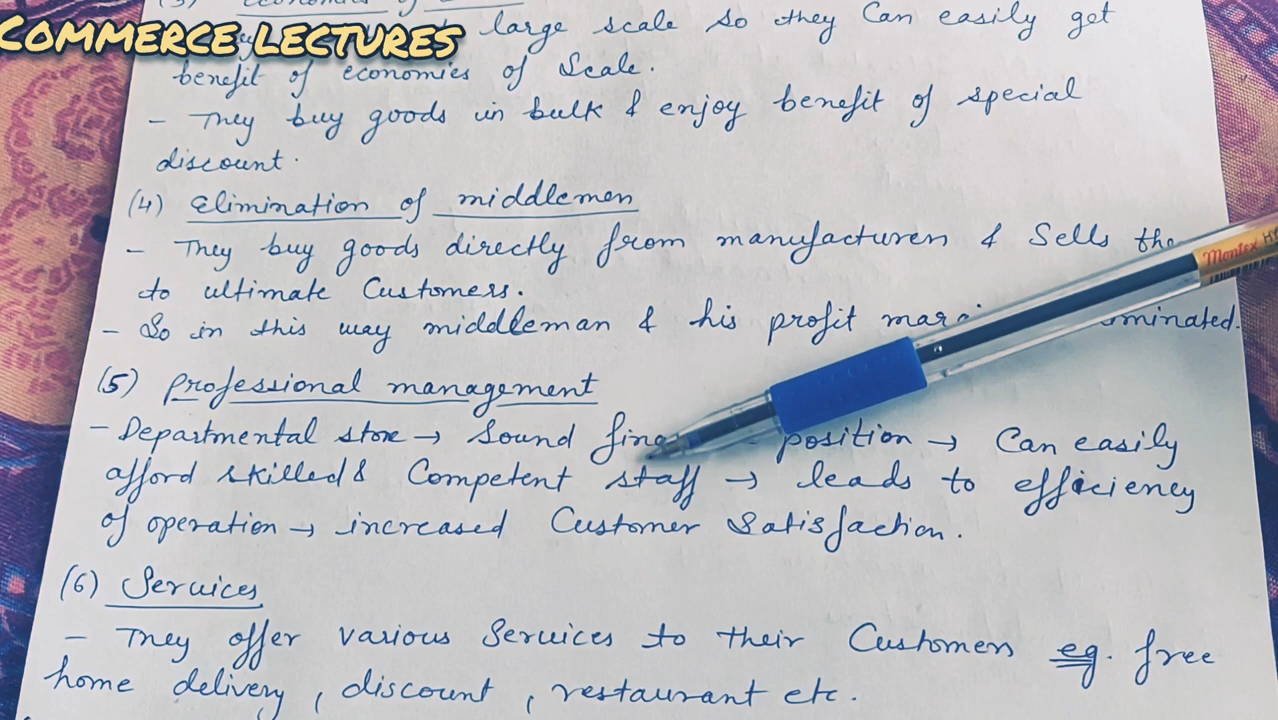 COMMERCE LECTURES
large scale so they Can easily get
benefit of economies of Scale.
- They buy goods in bulk & enjoy benefit of special
discount.
(4) Elimination of middlemen
- They buy goods directly from manufacturers & Sells the
to ultimate Customers.
- So in this way middleman & his profit
(5) Professional management
- Departmental store → Sound position → Can easily
afford skilled & Competent staff → leads to efficiency
of operation → increased Customer Satisfaction.
(6) Services
- They offer various Services to their Customers eg. free
home delivery, discount, restaurant etc.
Montex